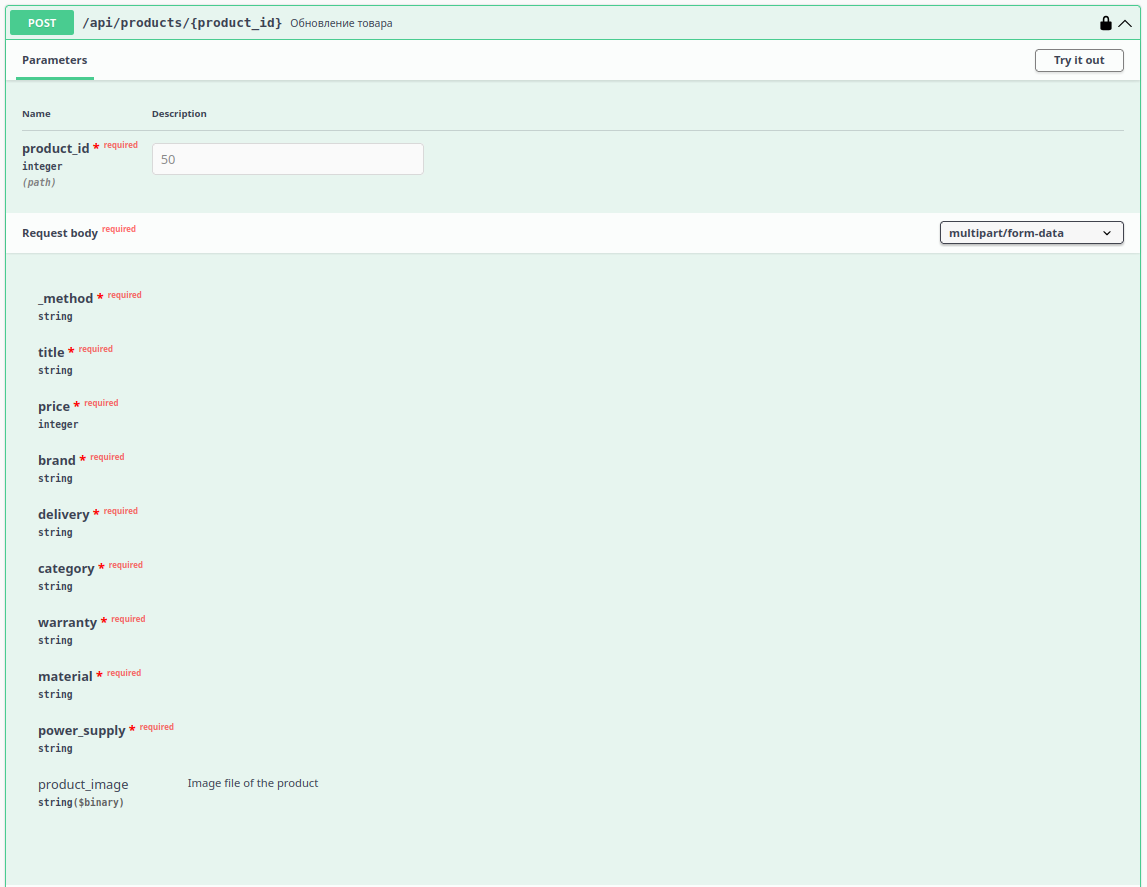 POST /api/products/{product_id} Обновление товара
Parameters
Try it out
Name Description
product_id * required
integer
(path)
50
Request body required
multipart/form-data
_method * required
string
title * required
string
price * required
integer
brand * required
string
delivery * required
string
category * required
string
warranty * required
string
material * required
string
power_supply * required
string
product_image Image file of the product
string($binary)